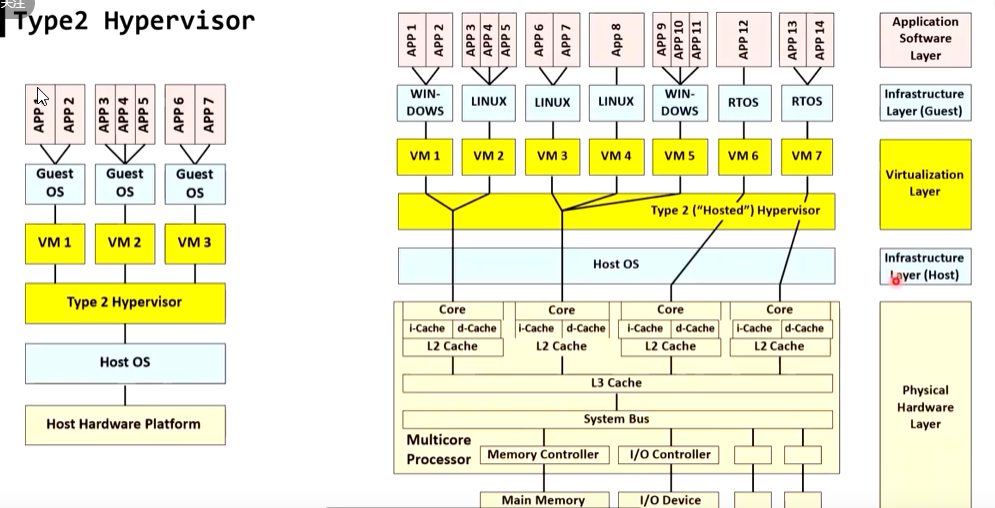 关注
Type2 Hypervisor
APP
APP 2
APP 3
APP 4
APP 5
APP 6
APP 7
Guest
OS
Guest
OS
Guest
OS
VM 1
VM 2
VM 3
Type 2 Hypervisor
Host OS
Host Hardware Platform
APP 1
APP 2
APP 3
APP 4
APP 5
APP 6
APP 7
App 8
APP 9
APP 10
APP 11
APP 12
APP 13
APP 14
WIN-
DOWS
LINUX
LINUX
LINUX
WIN-
DOWS
RTOS
RTOS
VM 1
VM 2
VM 3
VM 4
VM 5
VM 6
VM 7
Type 2 (“Hosted”) Hypervisor
Host OS
Core
Core
Core
Core
i-Cache
d-Cache
i-Cache
d-Cache
i-Cache
d-Cache
i-Cache
d-Cache
L2 Cache
L2 Cache
L2 Cache
L2 Cache
L3 Cache
System Bus
Multicore
Processor
Memory Controller
I/O Controller
Main Memory
I/O Device
Application
Software
Layer
Infrastructure
Layer (Guest)
Virtualization
Layer
Infrastructure
Layer (Host)
Physical
Hardware
Layer